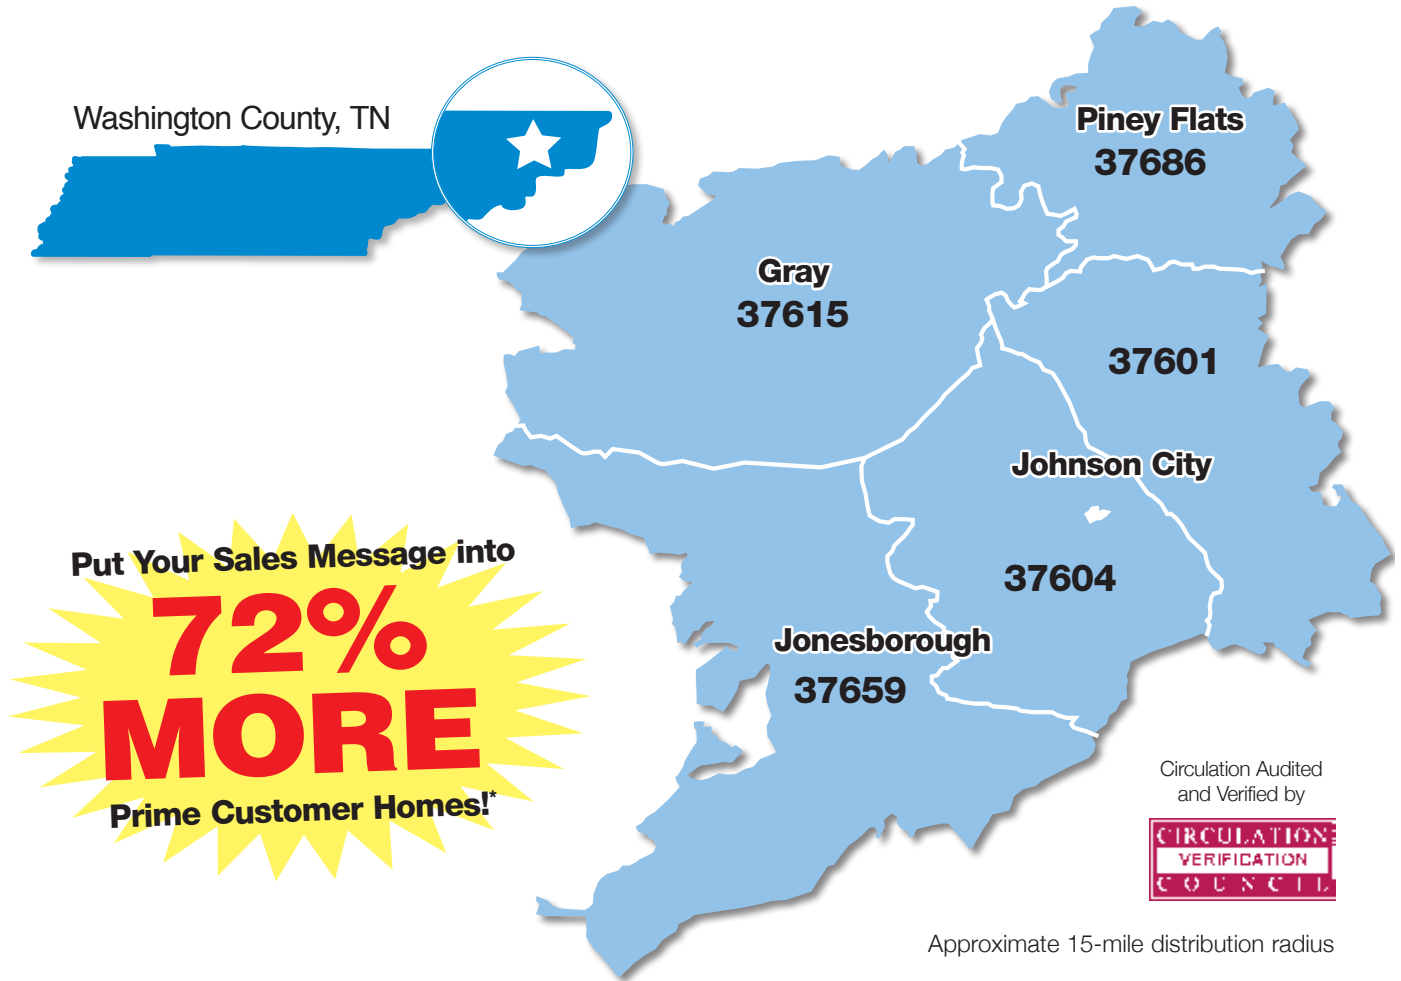 Washington County, TN
Piney Flats
37686
Gray
37615
37601
Johnson City
37604
Jonesborough
37659
Put Your Sales Message into
72%
MORE
Prime Customer Homes!*
Circulation Audited
and Verified by
CIRCULATION
VERIFICATION
COUNCIL
Approximate 15-mile distribution radius